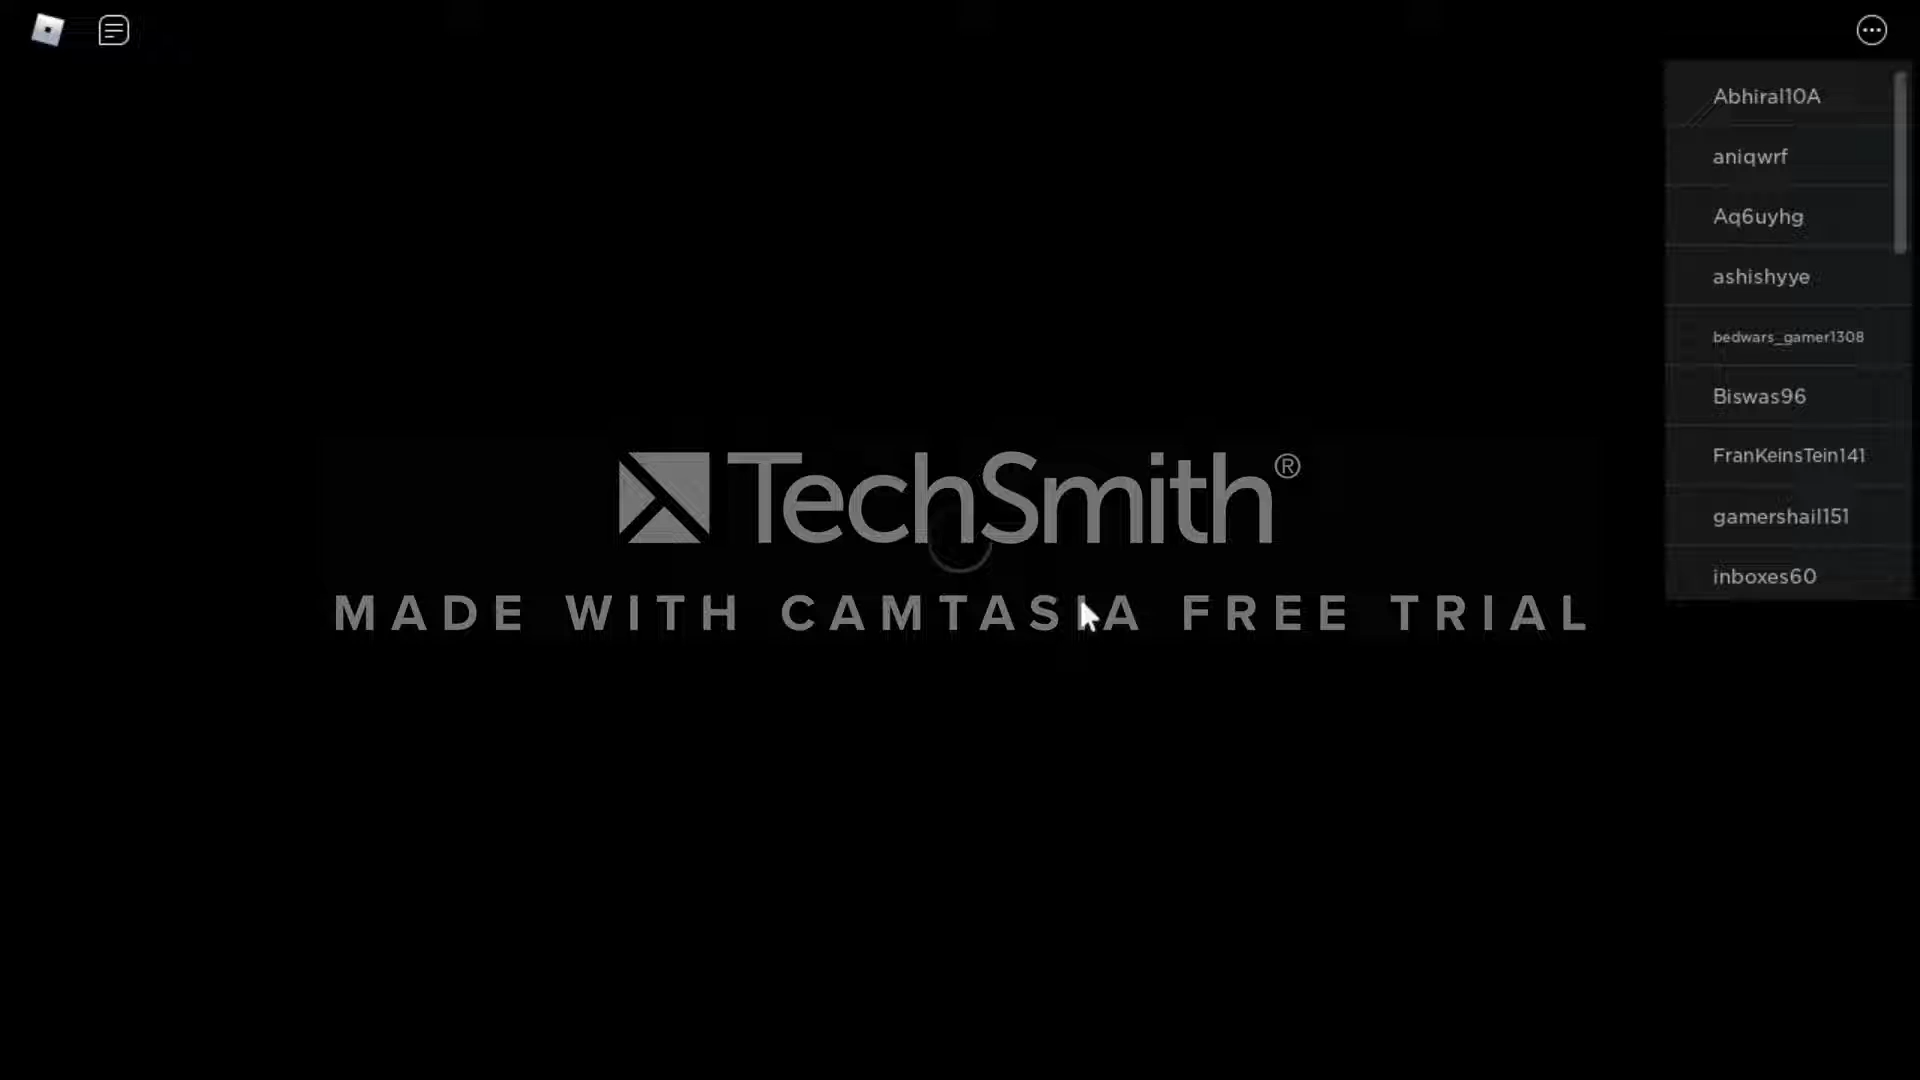 Abhiral10A
aniqwrf
Aq6uyhg
ashishyye
bedwars_gamer1308
Biswas96
FranKeinsTein141
gamershail151
inboxes60
TechSmith®
MADE WITH CAMTASIA FREE TRIAL